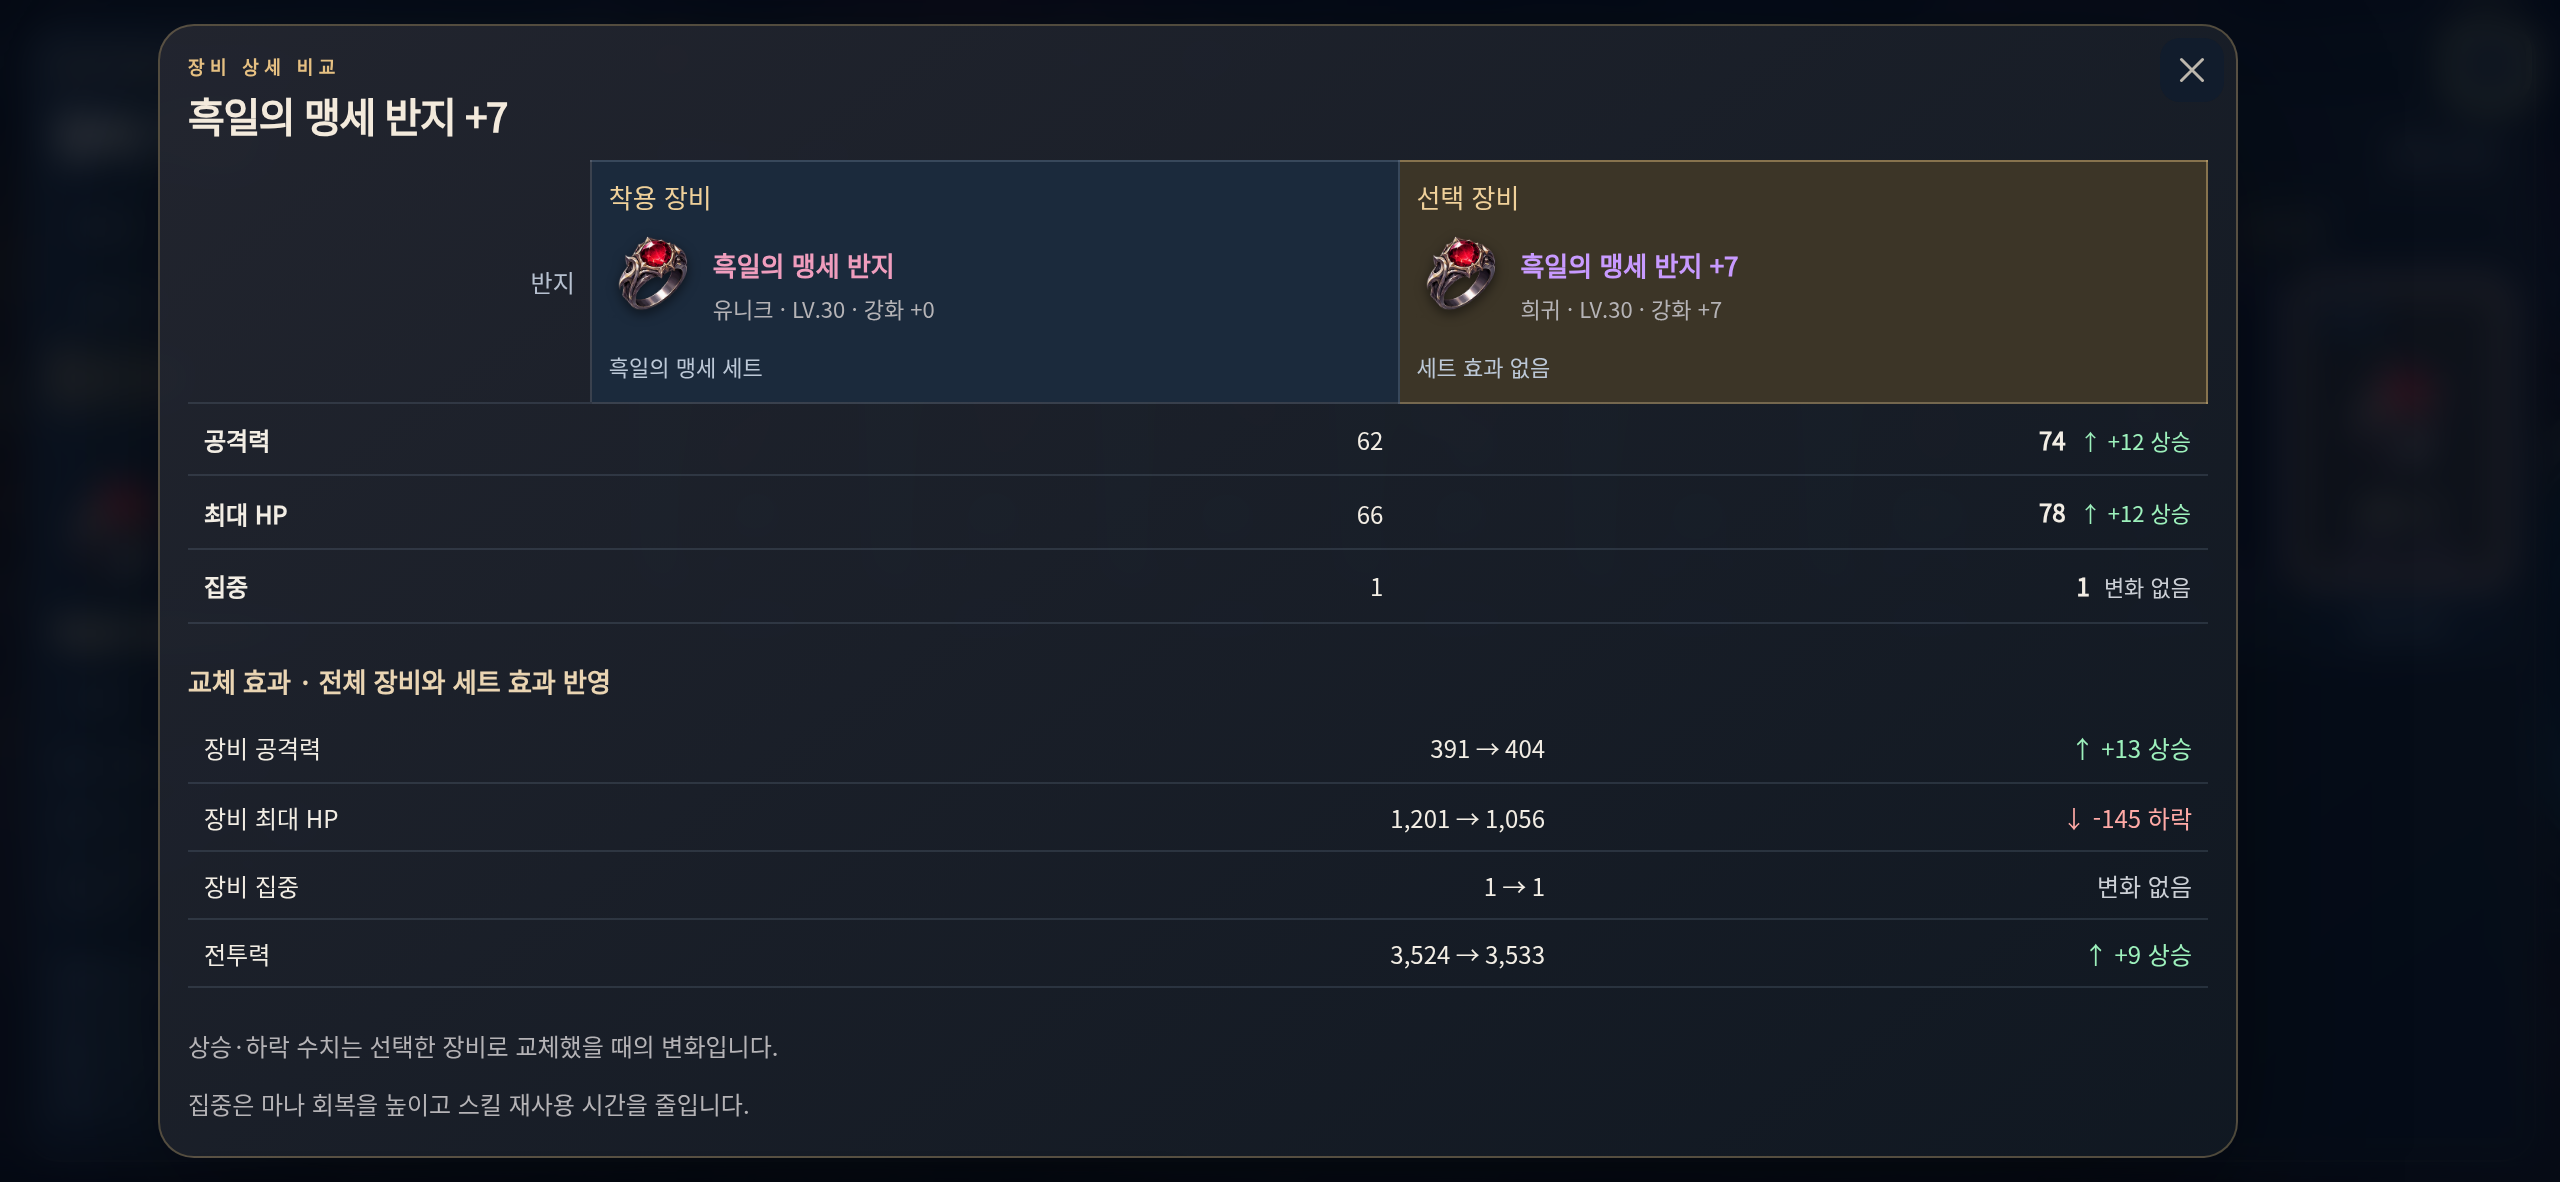 장비 상세 비교
흑일의 맹세 반지 +7
반지
착용 장비
흑일의 맹세 반지
유니크 · LV.30 · 강화 +0
흑일의 맹세 세트
선택 장비
흑일의 맹세 반지 +7
희귀 · LV.30 · 강화 +7
세트 효과 없음
공격력 62 74 ↑ +12 상승
최대 HP 66 78 ↑ +12 상승
집중 1 1 변화 없음
교체 효과 · 전체 장비와 세트 효과 반영
장비 공격력 391 → 404 ↑ +13 상승
장비 최대 HP 1,201 → 1,056 ↓ -145 하락
장비 집중 1 → 1 변화 없음
전투력 3,524 → 3,533 ↑ +9 상승
상승·하락 수치는 선택한 장비로 교체했을 때의 변화입니다.
집중은 마나 회복을 높이고 스킬 재사용 시간을 줄입니다.